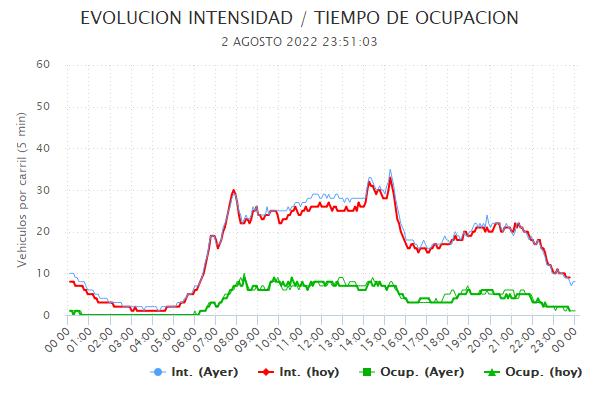 EVOLUCION INTENSIDAD / TIEMPO DE OCUPACION
2 AGOSTO 2022 23:51:03
Vehiculos por carril (5 min)
60
50
40
30
20
10
0
00:00 01:00 02:00 03:00 04:00 05:00 06:00 07:00 08:00 09:00 10:00 11:00 12:00 13:00 14:00 15:00 16:00 17:00 18:00 19:00 20:00 21:00 22:00 23:00 00:00
Int. (Ayer) Int. (hoy) Ocup. (Ayer) Ocup. (hoy)